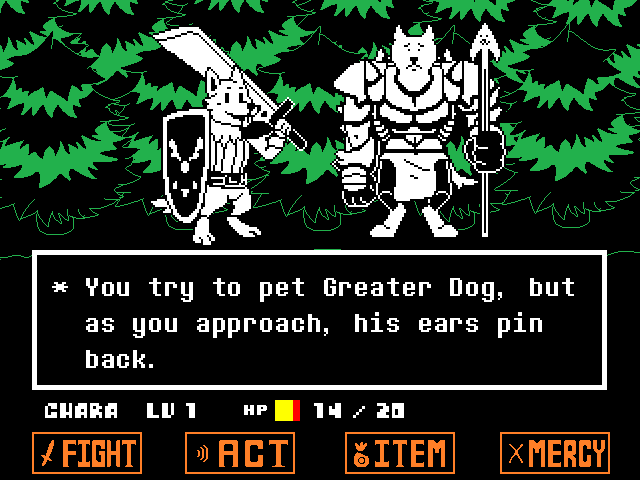 * You try to pet Greater Dog, but
as you approach, his ears pin
back.
CHARA LV 1 HP 14 / 20
FIGHT ACT ITEM MERCY